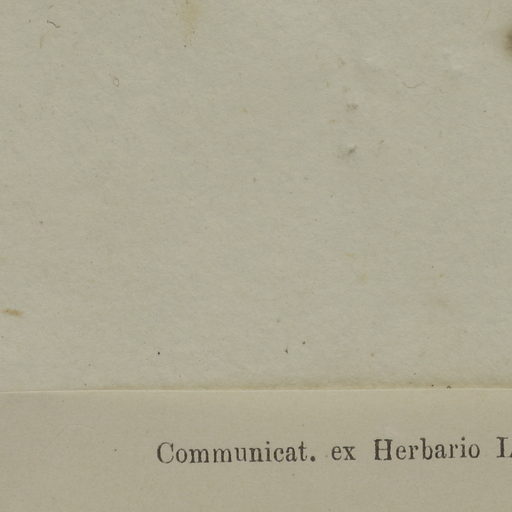 Communicat. ex Herbario